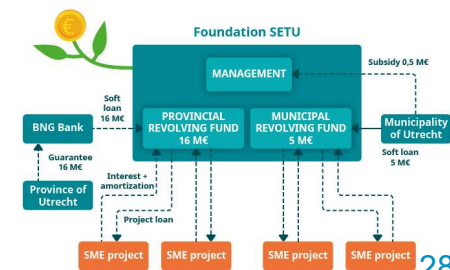 €
Foundation SETU
MANAGEMENT
Subsidy 0,5 M€
Soft
loan
16 M€
PROVINCIAL
REVOLVING FUND
16 M€
MUNICIPAL
REVOLVING FUND
5 M€
BNG Bank
Municipality
of Utrecht
Guarantee
16 M€
Soft loan
5 M€
Interest +
amortization
Province of
Utrecht
Project loan
SME project
SME project
SME project
SME project
28